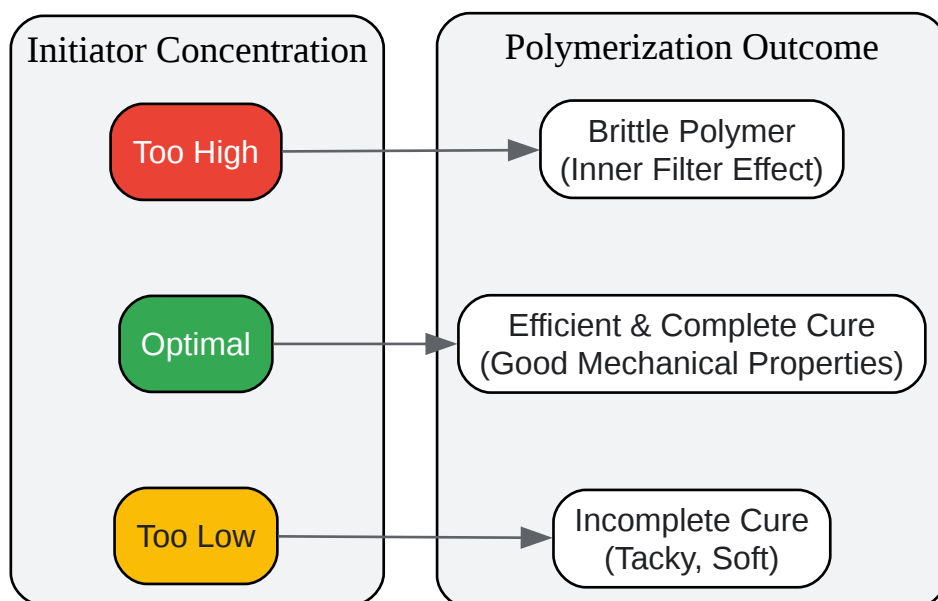 Initiator Concentration
Polymerization Outcome
Too High
Brittle Polymer
(Inner Filter Effect)
Optimal
Efficient & Complete Cure
(Good Mechanical Properties)
Too Low
Incomplete Cure
(Tacky, Soft)